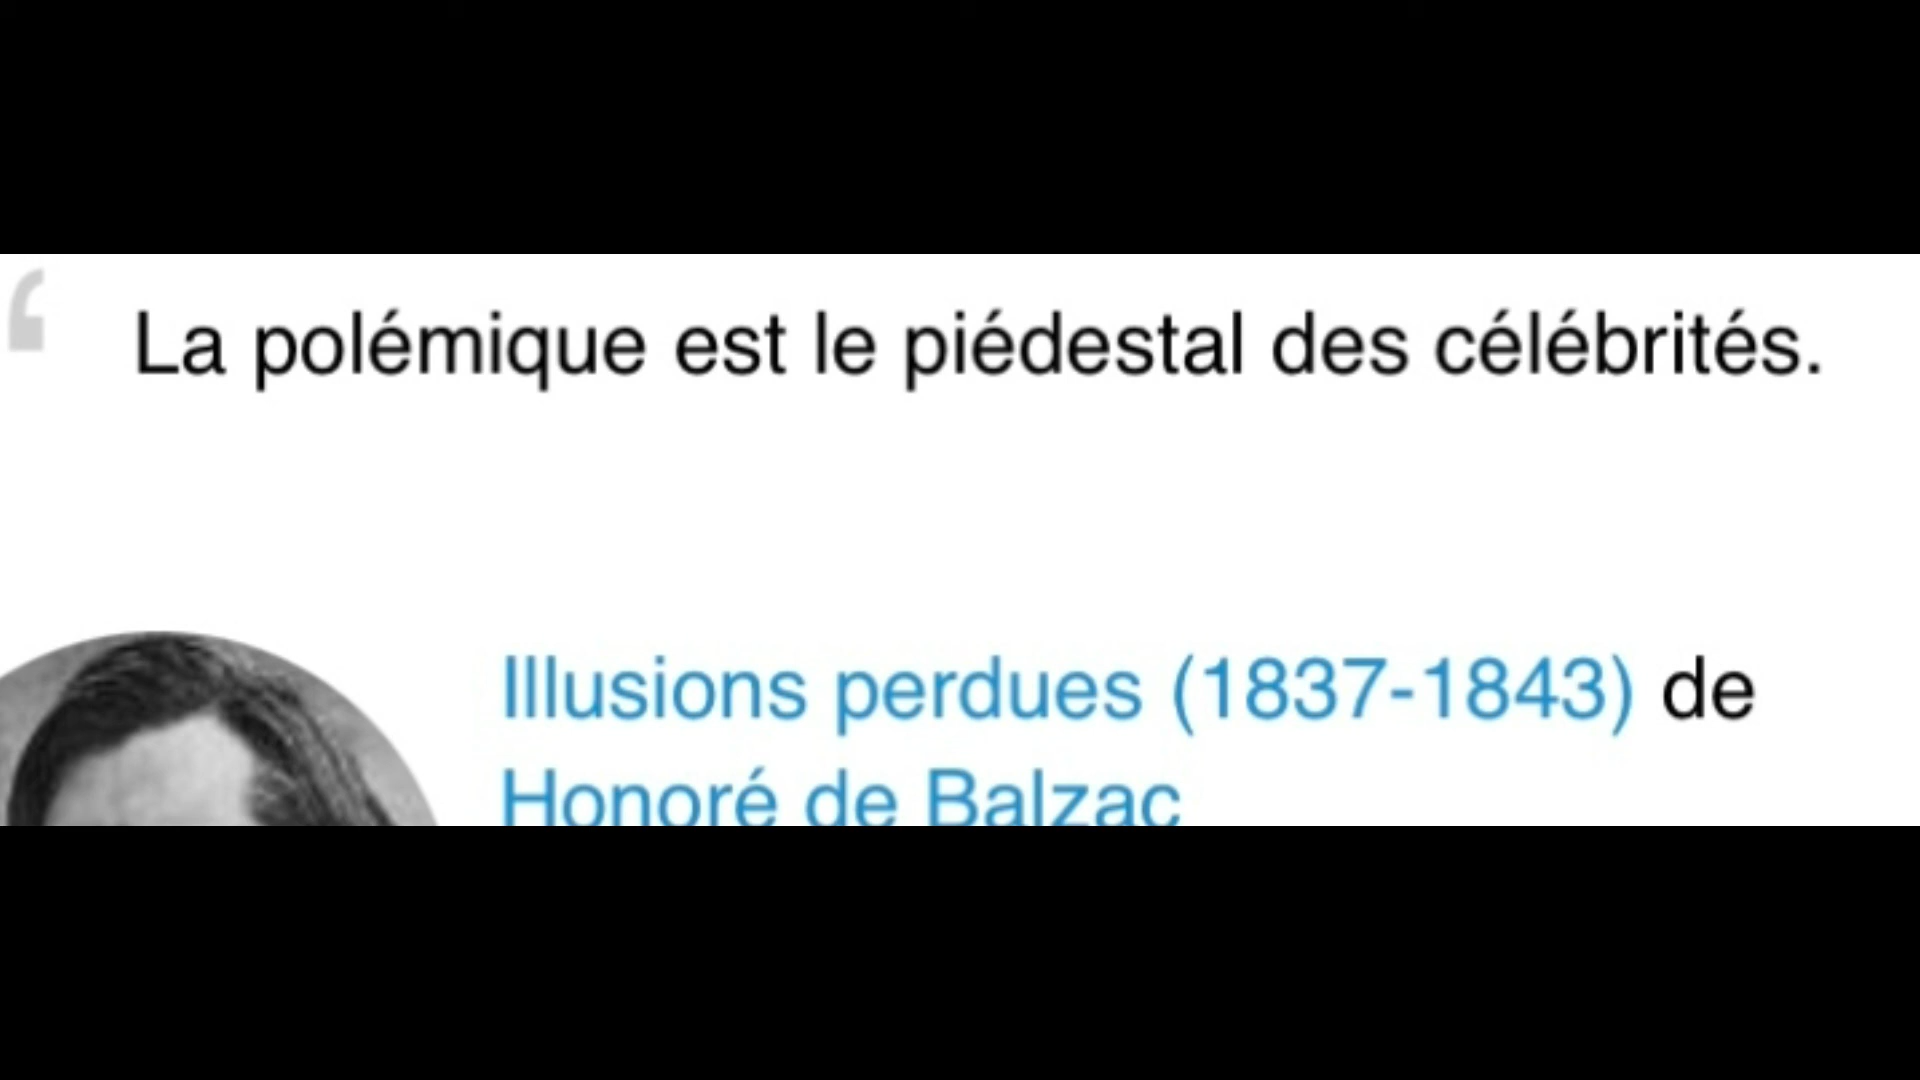 ‘
La polémique est le piédestal des célébrités.
Illusions perdues (1837-1843) de
Honoré de Balzac